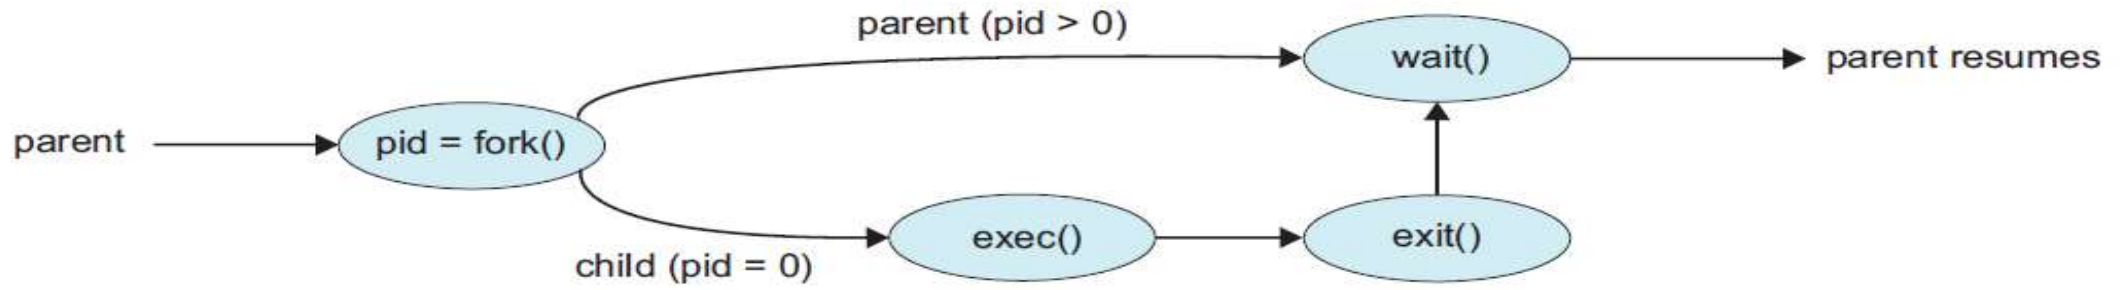 parent (pid > 0)
wait()
parent resumes
parent
pid = fork()
exec()
exit()
child (pid = 0)